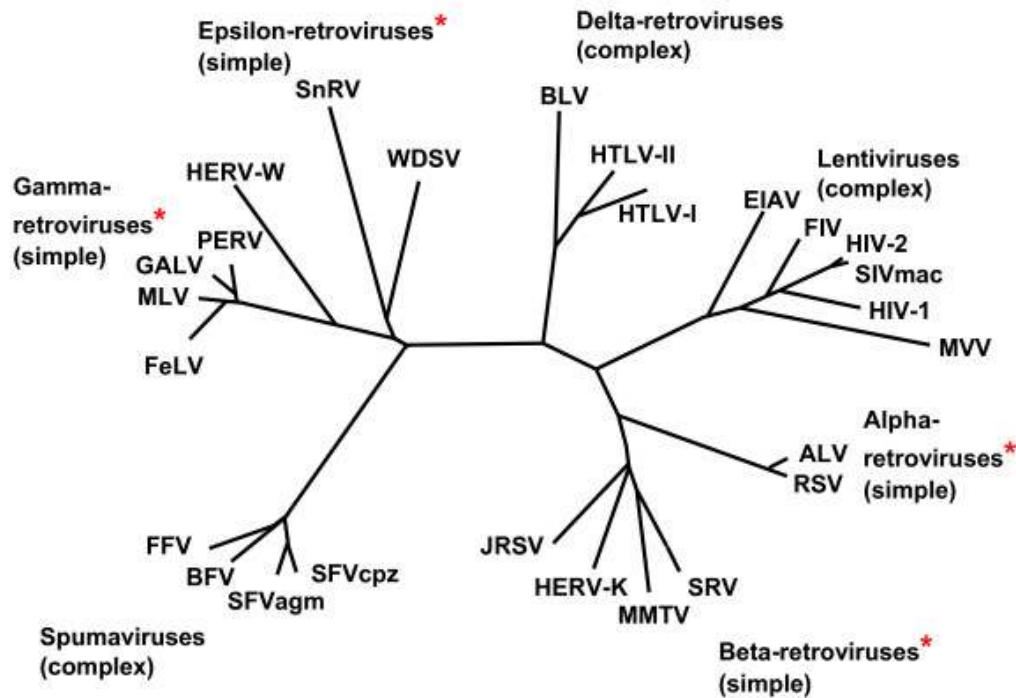 Epsilon-retroviruses*
(simple)
SnRV
WDSV
Delta-retroviruses
(complex)
BLV
HTLV-II
HTLV-I
Lentiviruses
(complex)
EIAV
FIV
HIV-2
SIVmac
HIV-1
MVV
Gamma-
retroviruses*
(simple)
HERV-W
PERV
GALV
MLV
FeLV
Alpha-
retroviruses*
(simple)
ALV
RSV
FFV
BFV
SFVagm
SFVcpz
Spumaviruses
(complex)
JRSV
HERV-K
MMTV
SRV
Beta-retroviruses*
(simple)